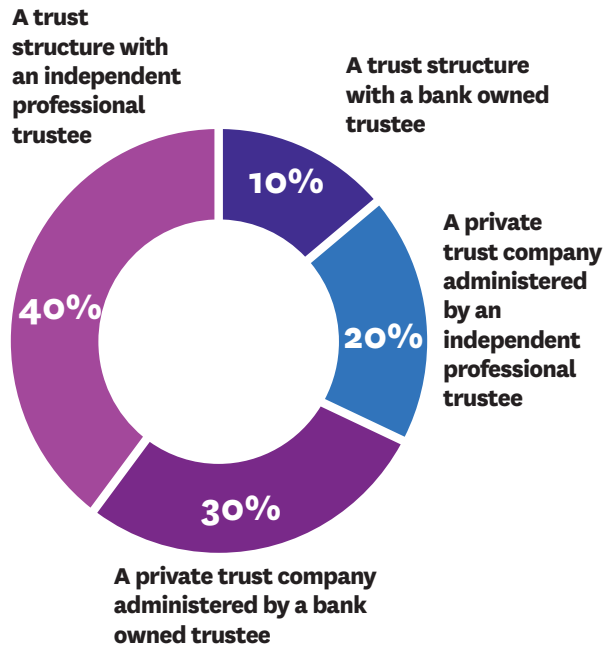 A trust
structure with
an independent
professional
trustee
A trust structure
with a bank owned
trustee
10%
A private
trust company
administered
by an
independent
professional
trustee
40%
20%
30%
A private trust company
administered by a bank
owned trustee